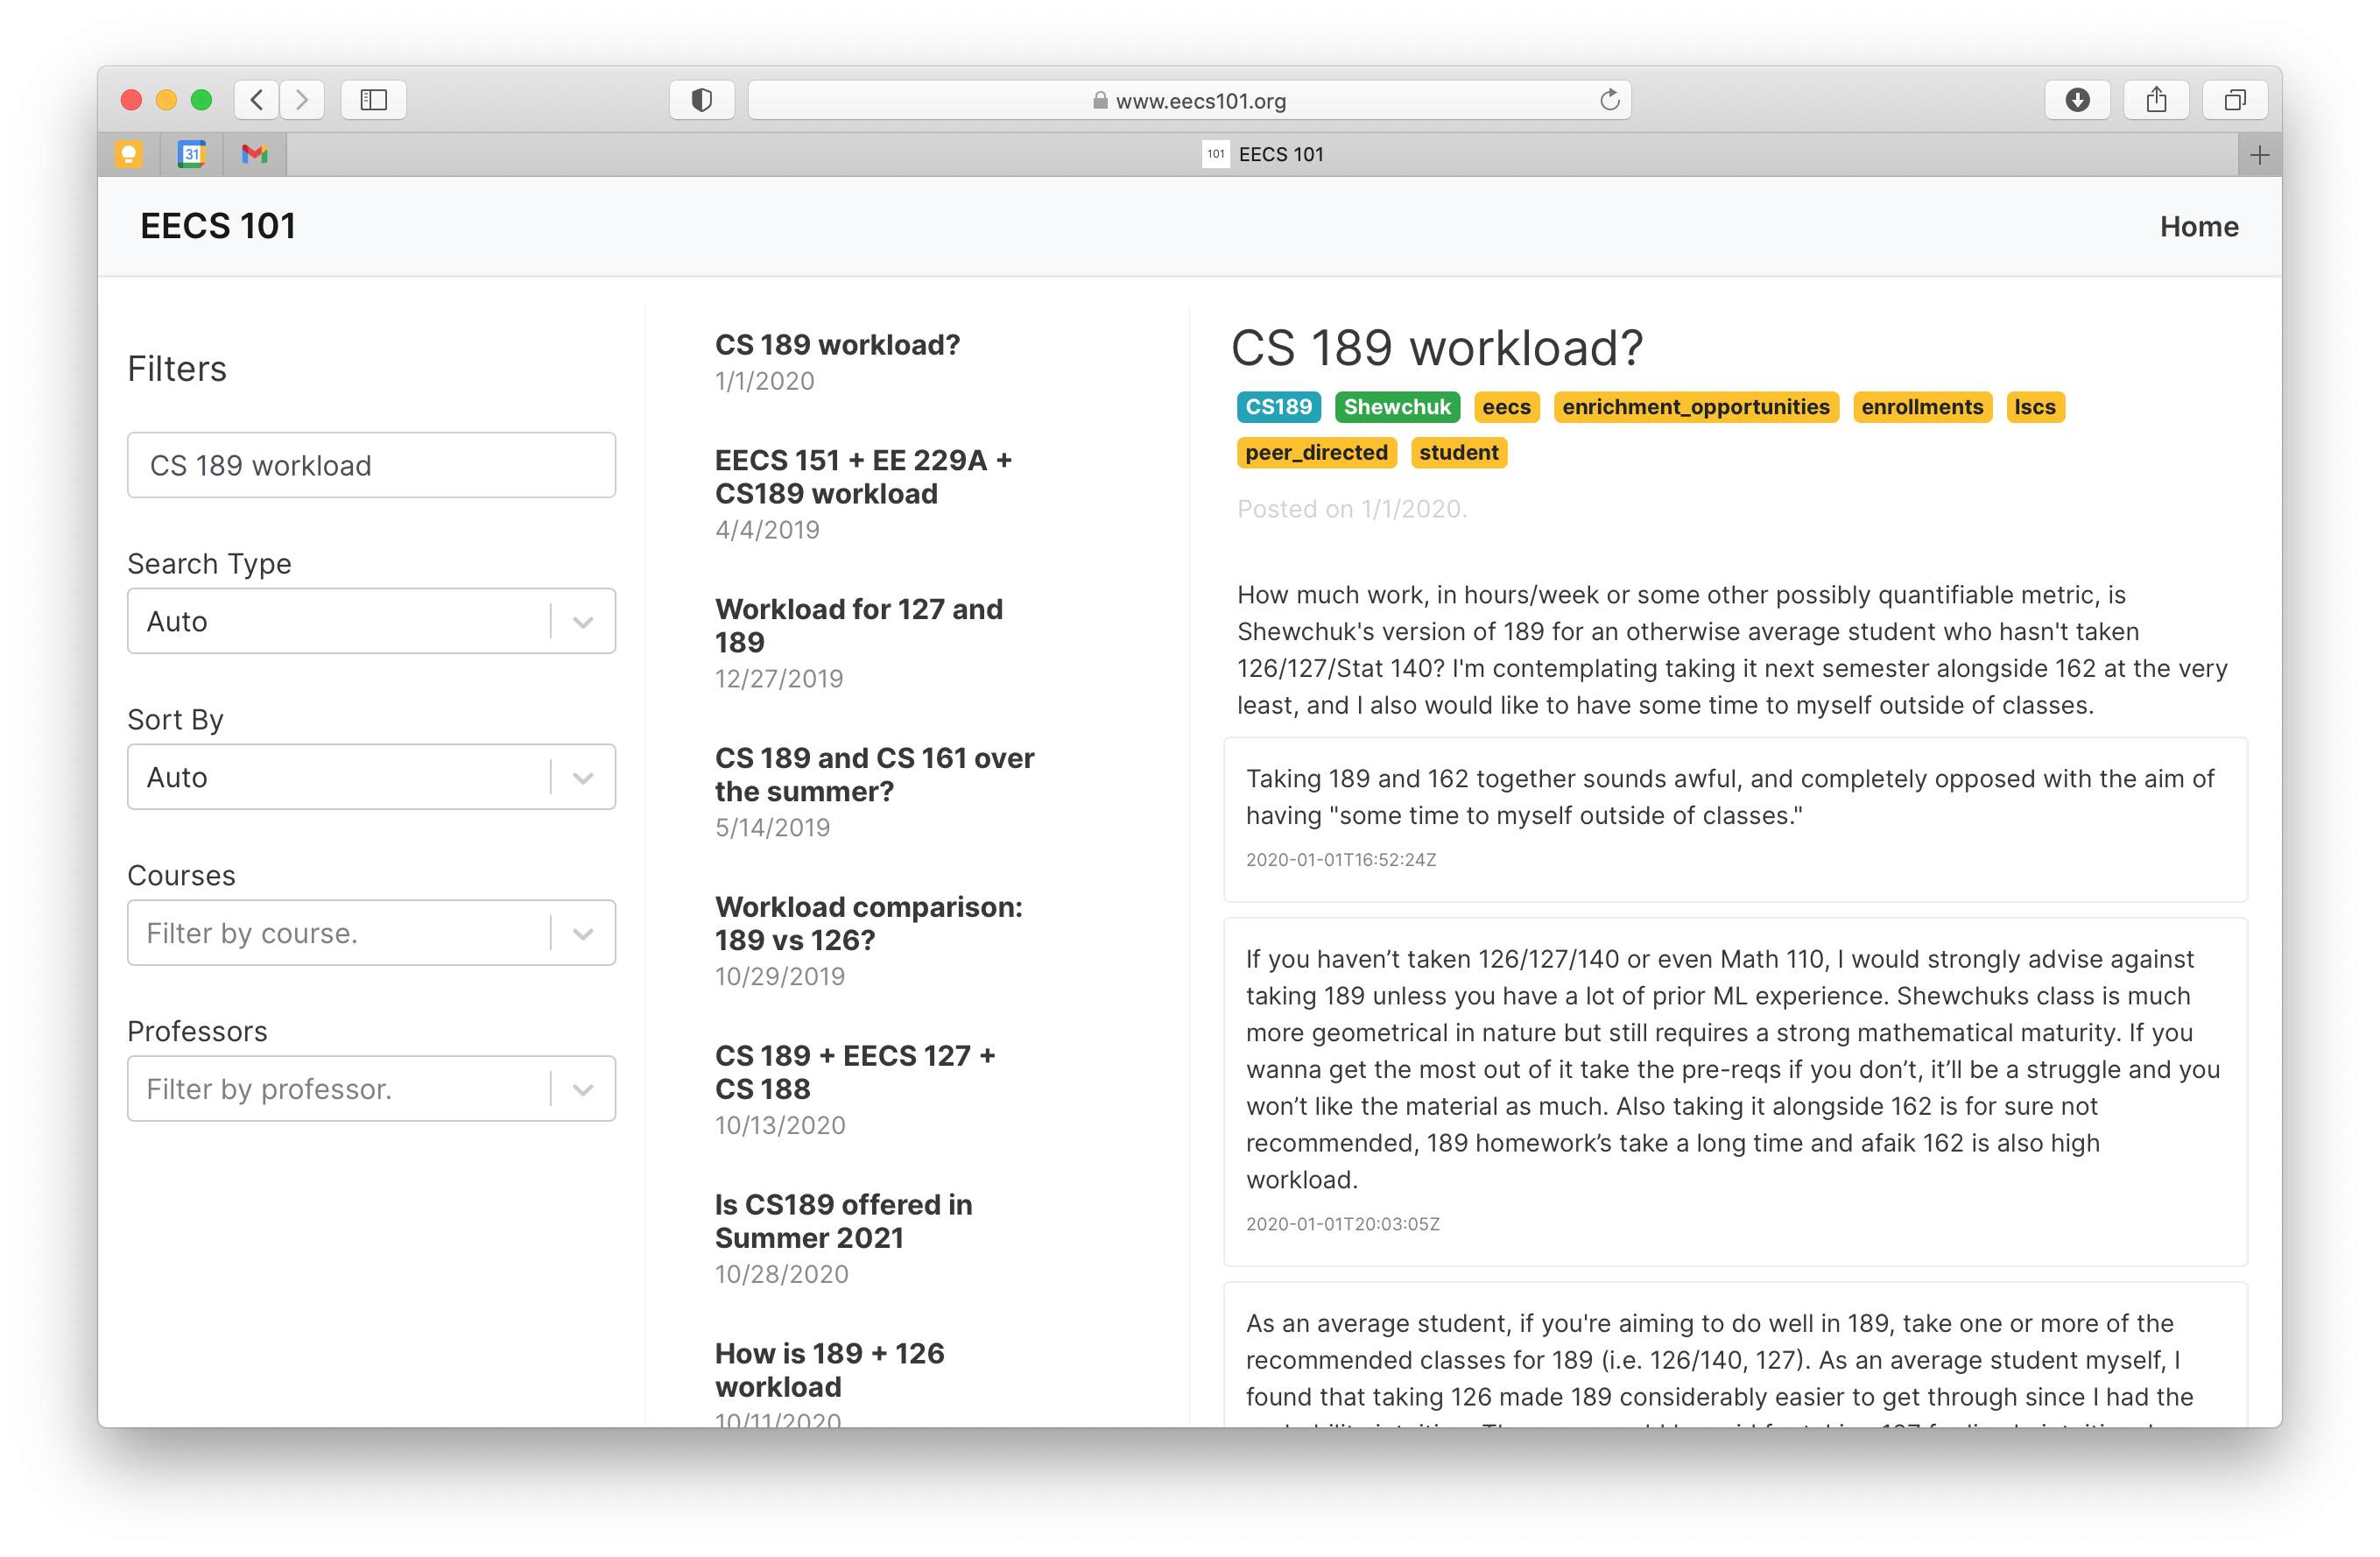 www.eecs101.org
31
101 EECS 101
EECS 101
Home
Filters
CS 189 workload
Search Type
Auto
Sort By
Auto
Courses
Filter by course.
Professors
Filter by professor.
CS 189 workload?
1/1/2020
EECS 151 + EE 229A +
CS189 workload
4/4/2019
Workload for 127 and
189
12/27/2019
CS 189 and CS 161 over
the summer?
5/14/2019
Workload comparison:
189 vs 126?
10/29/2019
CS 189 + EECS 127 +
CS 188
10/13/2020
Is CS189 offered in
Summer 2021
10/28/2020
How is 189 + 126
workload
10/11/2020
CS 189 workload?
CS189 Shewchuk eecs enrichment_opportunities enrollments lscs
peer_directed student
Posted on 1/1/2020.
How much work, in hours/week or some other possibly quantifiable metric, is
Shewchuk's version of 189 for an otherwise average student who hasn't taken
126/127/Stat 140? I'm contemplating taking it next semester alongside 162 at the very
least, and I also would like to have some time to myself outside of classes.
Taking 189 and 162 together sounds awful, and completely opposed with the aim of
having "some time to myself outside of classes."
2020-01-01T16:52:24Z
If you haven’t taken 126/127/140 or even Math 110, I would strongly advise against
taking 189 unless you have a lot of prior ML experience. Shewchuks class is much
more geometrical in nature but still requires a strong mathematical maturity. If you
wanna get the most out of it take the pre-reqs if you don’t, it’ll be a struggle and you
won’t like the material as much. Also taking it alongside 162 is for sure not
recommended, 189 homework’s take a long time and afaik 162 is also high
workload.
2020-01-01T20:03:05Z
As an average student, if you're aiming to do well in 189, take one or more of the
recommended classes for 189 (i.e. 126/140, 127). As an average student myself, I
found that taking 126 made 189 considerably easier to get through since I had the